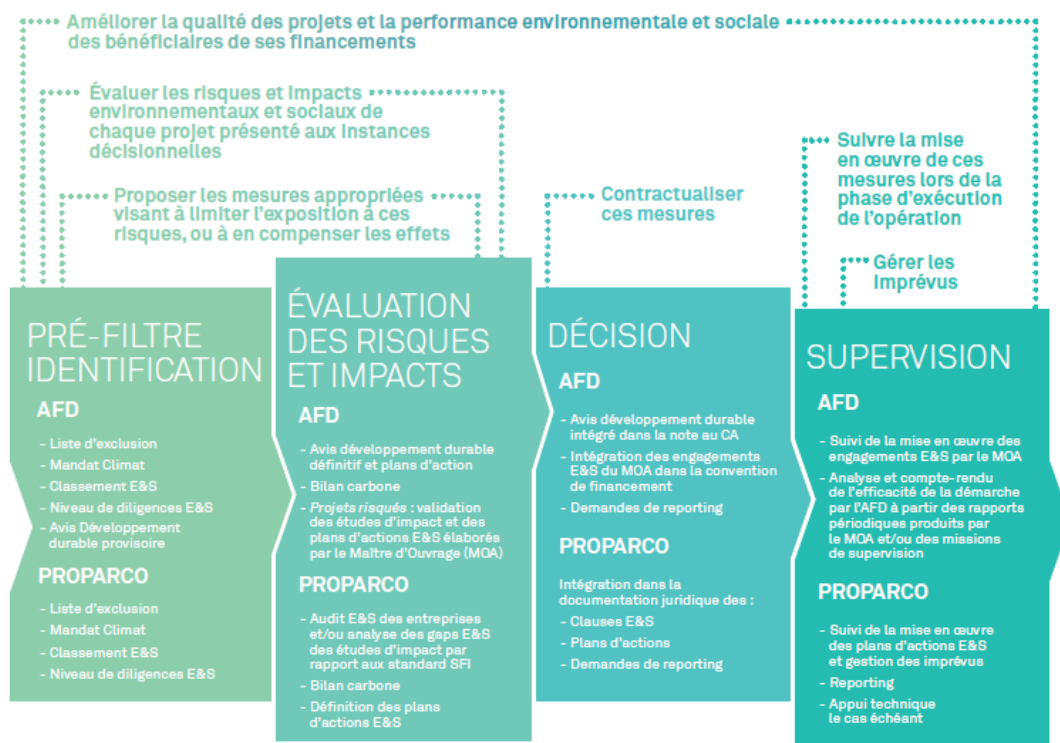 Améliorer la qualité des projets et la performance environnementale et sociale
des bénéficiaires de ses financements
Évaluer les risques et impacts
environnementaux et sociaux de
chaque projet présenté aux instances
décisionnelles
Proposer les mesures appropriées
visant à limiter l'exposition à ces
risques, ou à en compenser les effets
Contractualiser
ces mesures
Suivre la mise
en œuvre de ces
mesures lors de la
phase d'exécution
de l'opération
Gérer les
imprévus
PRÉ-FILTRE
IDENTIFICATION
AFD
- Liste d'exclusion
- Mandat Climat
- Classement E&S
- Niveau de diligences E&S
- Avis Développement
durable provisoire
PROPARCO
- Liste d'exclusion
- Mandat Climat
- Classement E&S
- Niveau de diligences E&S
ÉVALUATION
DES RISQUES
ET IMPACTS
AFD
- Avis développement durable
définitif et plans d'action
- Bilan carbone
- Projets risqués : validation
des études d'impact et des
plans d'actions E&S élaborés
par le Maître d'Ouvrage (MOA)
PROPARCO
- Audit E&S des entreprises
et/ou analyse des gaps E&S
des études d'impact par
rapport aux standard SFI
- Bilan carbone
- Définition des plans
d'actions E&S
DÉCISION
AFD
- Avis développement durable
intégré dans la note au CA
- Intégration des engagements
E&S du MOA dans la convention
de financement
- Demandes de reporting
PROPARCO
Intégration dans la
documentation juridique des :
- Clauses E&S
- Plans d'actions
- Demandes de reporting
SUPERVISION
AFD
- Suivi de la mise en œuvre des
engagements E&S par le MOA
- Analyse et compte-rendu
de l'efficacité de la démarche
par l'AFD à partir des rapports
périodiques produits par
le MOA et/ou des missions
de supervision
PROPARCO
- Suivi de la mise en œuvre
des plans d'actions E&S
et gestion des imprévus
- Reporting
- Appui technique
le cas échéant